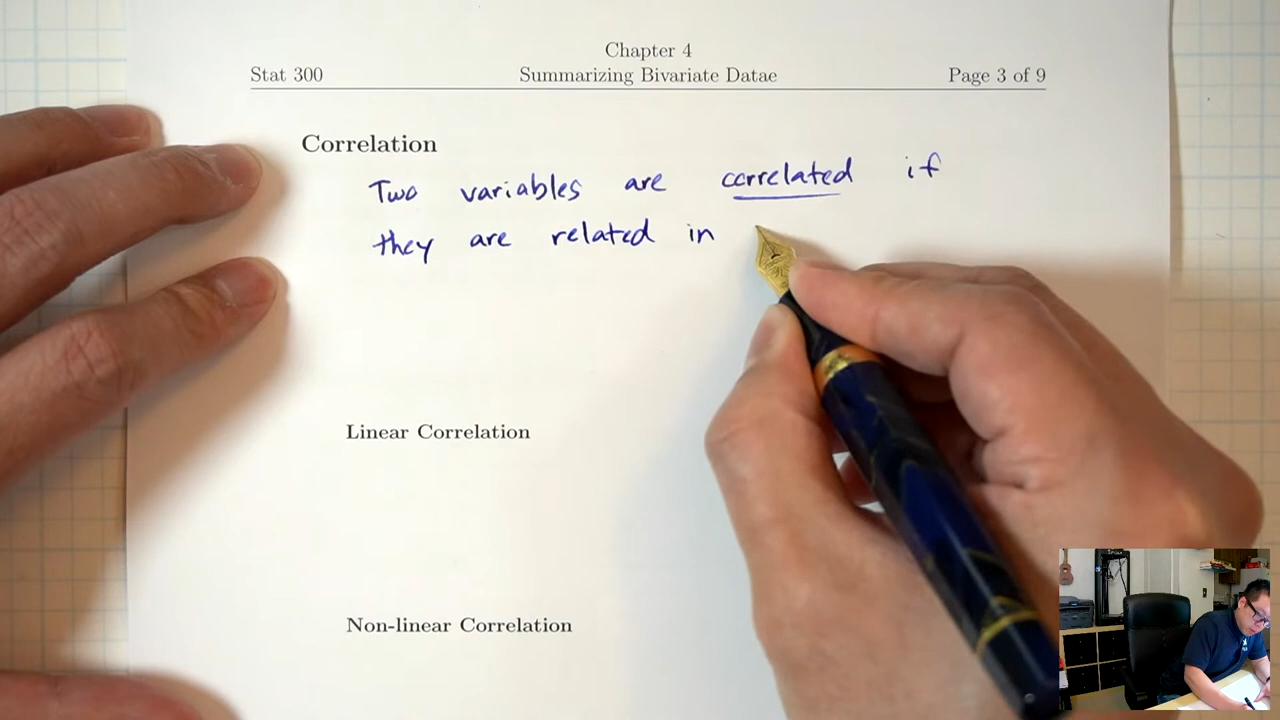 Chapter 4
Stat 300 Summarizing Bivariate Datae Page 3 of 9
Correlation
Two variables are correlated if
they are related in
Linear Correlation
Non-linear Correlation